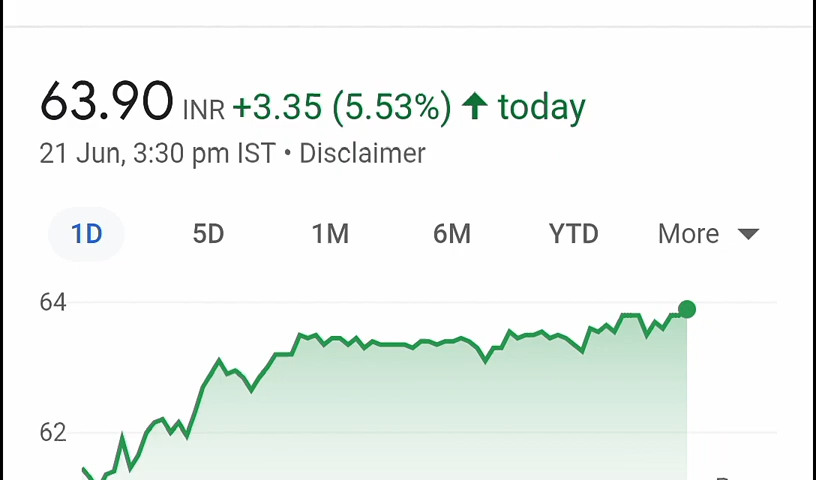 63.90 INR +3.35 (5.53%) ↑ today
21 Jun, 3:30 pm IST • Disclaimer
1D 5D 1M 6M YTD More
64
62